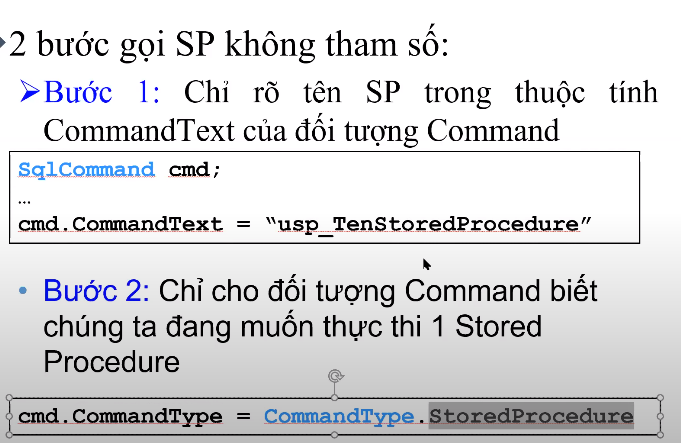 2 bước gọi SP không tham số:
Bước 1: Chỉ rõ tên SP trong thuộc tính
CommandText của đối tượng Command
SqlCommand cmd;
…
cmd.CommandText = “usp_TenStoredProcedure”
• Bước 2: Chỉ cho đối tượng Command biết
chúng ta đang muốn thực thi 1 Stored
Procedure
cmd.CommandType = CommandType.StoredProcedure